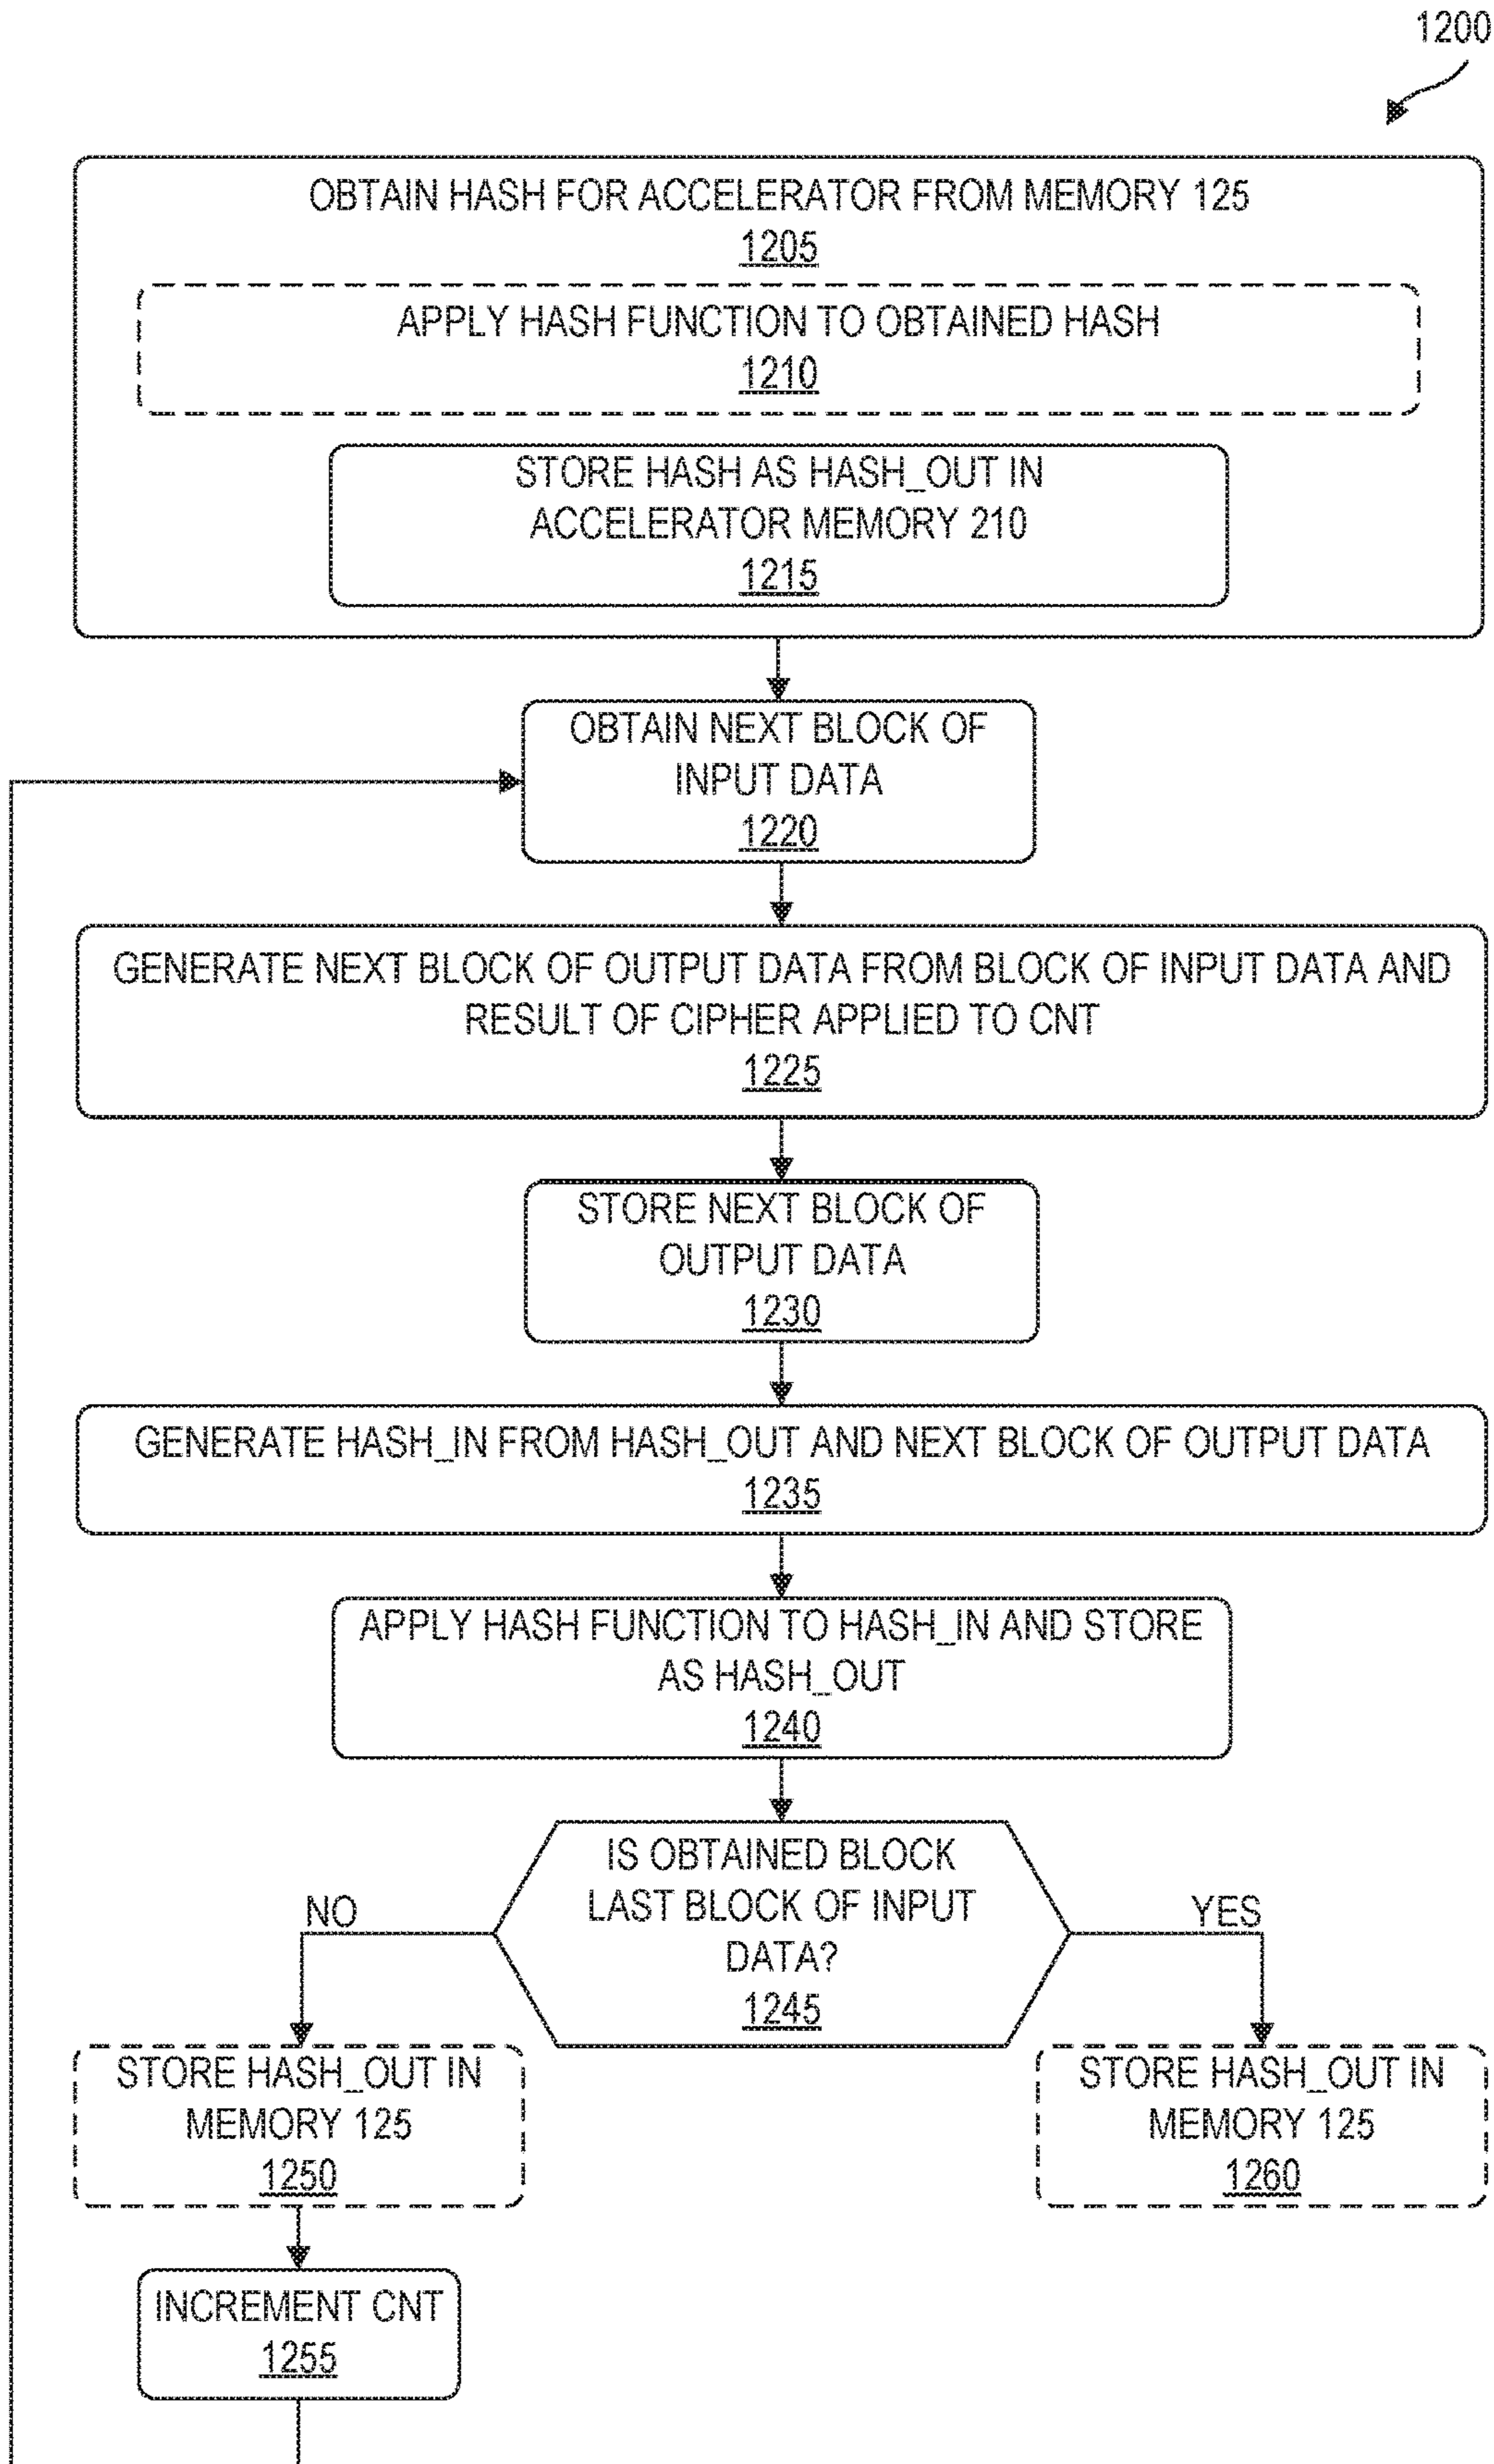 1200
OBTAIN HASH FOR ACCELERATOR FROM MEMORY 125
1205
APPLY HASH FUNCTION TO OBTAINED HASH
1210
STORE HASH AS HASH_OUT IN
ACCELERATOR MEMORY 210
1215
OBTAIN NEXT BLOCK OF
INPUT DATA
1220
GENERATE NEXT BLOCK OF OUTPUT DATA FROM BLOCK OF INPUT DATA AND
RESULT OF CIPHER APPLIED TO CNT
1225
STORE NEXT BLOCK OF
OUTPUT DATA
1230
GENERATE HASH_IN FROM HASH_OUT AND NEXT BLOCK OF OUTPUT DATA
1235
APPLY HASH FUNCTION TO HASH_IN AND STORE
AS HASH_OUT
1240
IS OBTAINED BLOCK
LAST BLOCK OF INPUT
DATA?
1245
NO
YES
STORE HASH_OUT IN
MEMORY 125
1250
STORE HASH_OUT IN
MEMORY 125
1260
INCREMENT CNT
1255